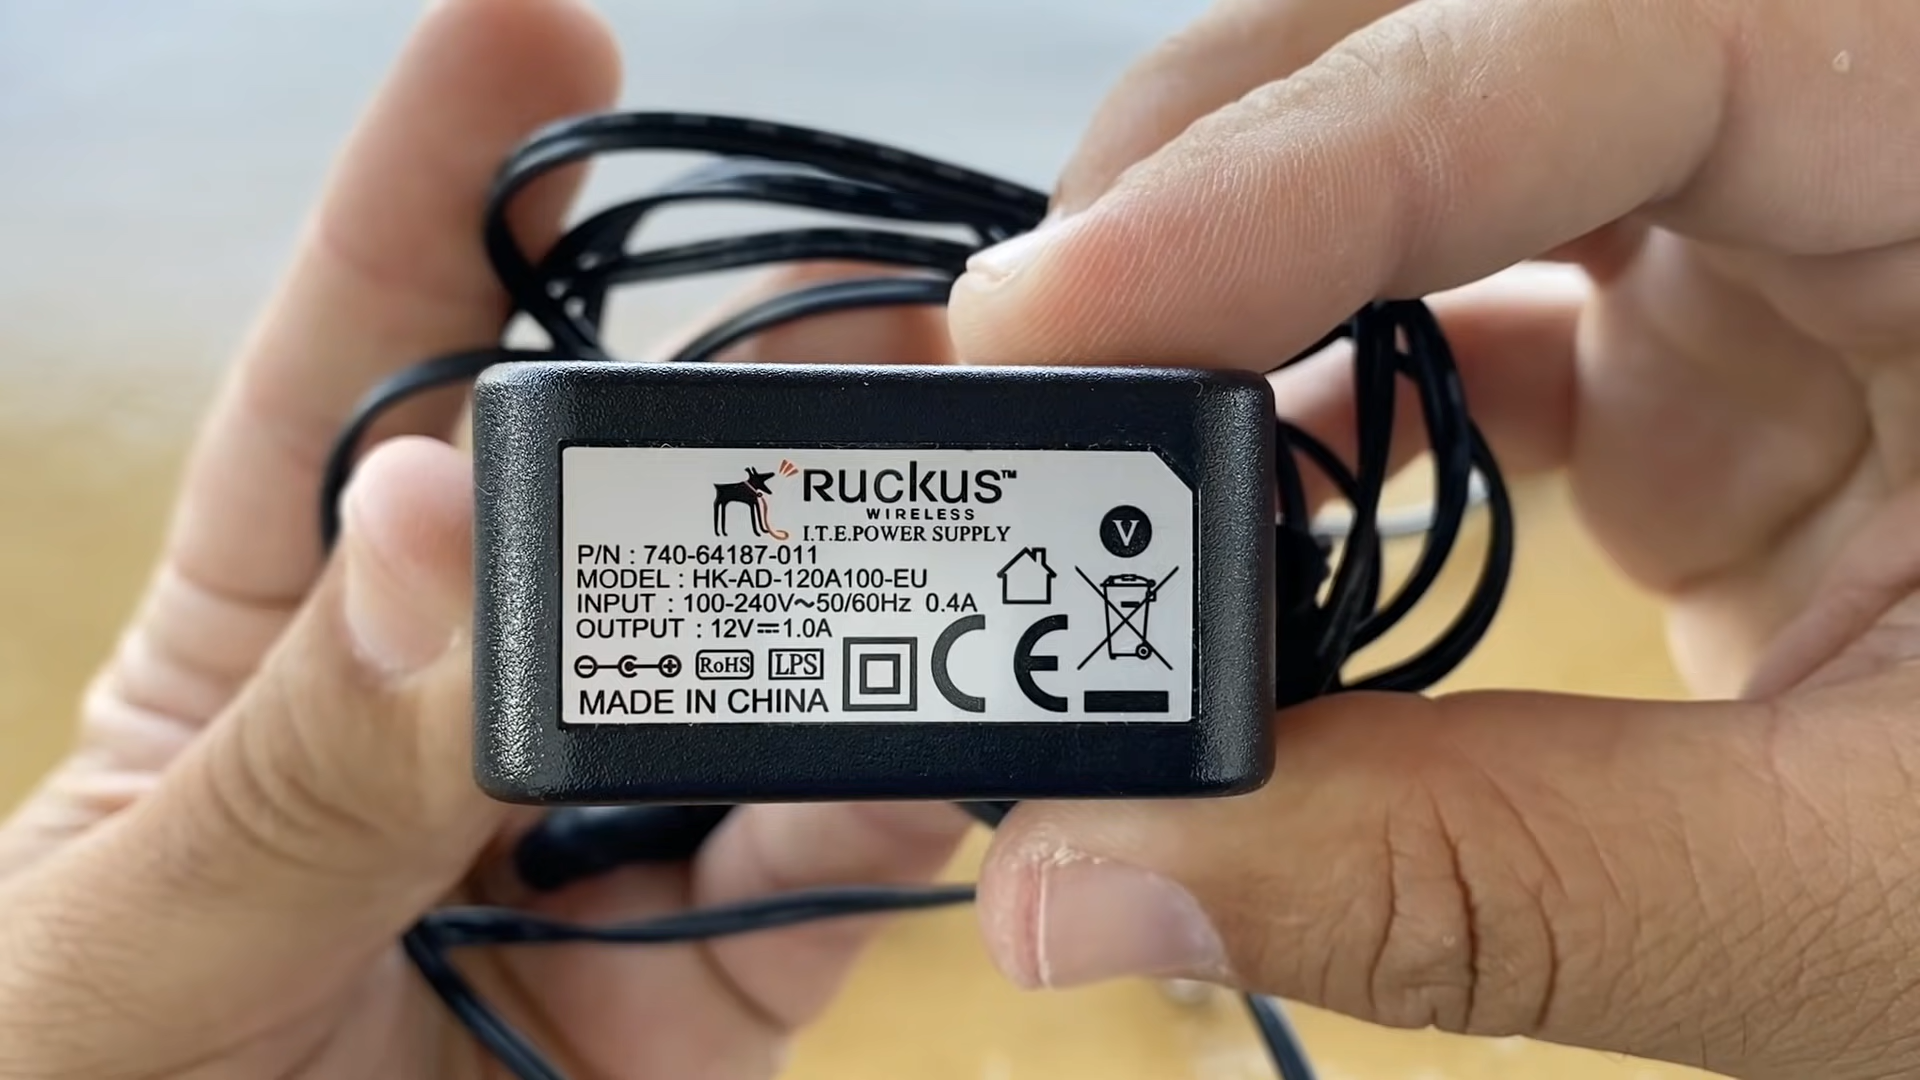 RUCKUS™
WIRELESS
I.T.E.POWER SUPPLY
V
P/N : 740-64187-011
MODEL : HK-AD-120A100-EU
INPUT : 100-240V~50/60Hz 0.4A
OUTPUT : 12V⎓1.0A
RoHS LPS
MADE IN CHINA
CE